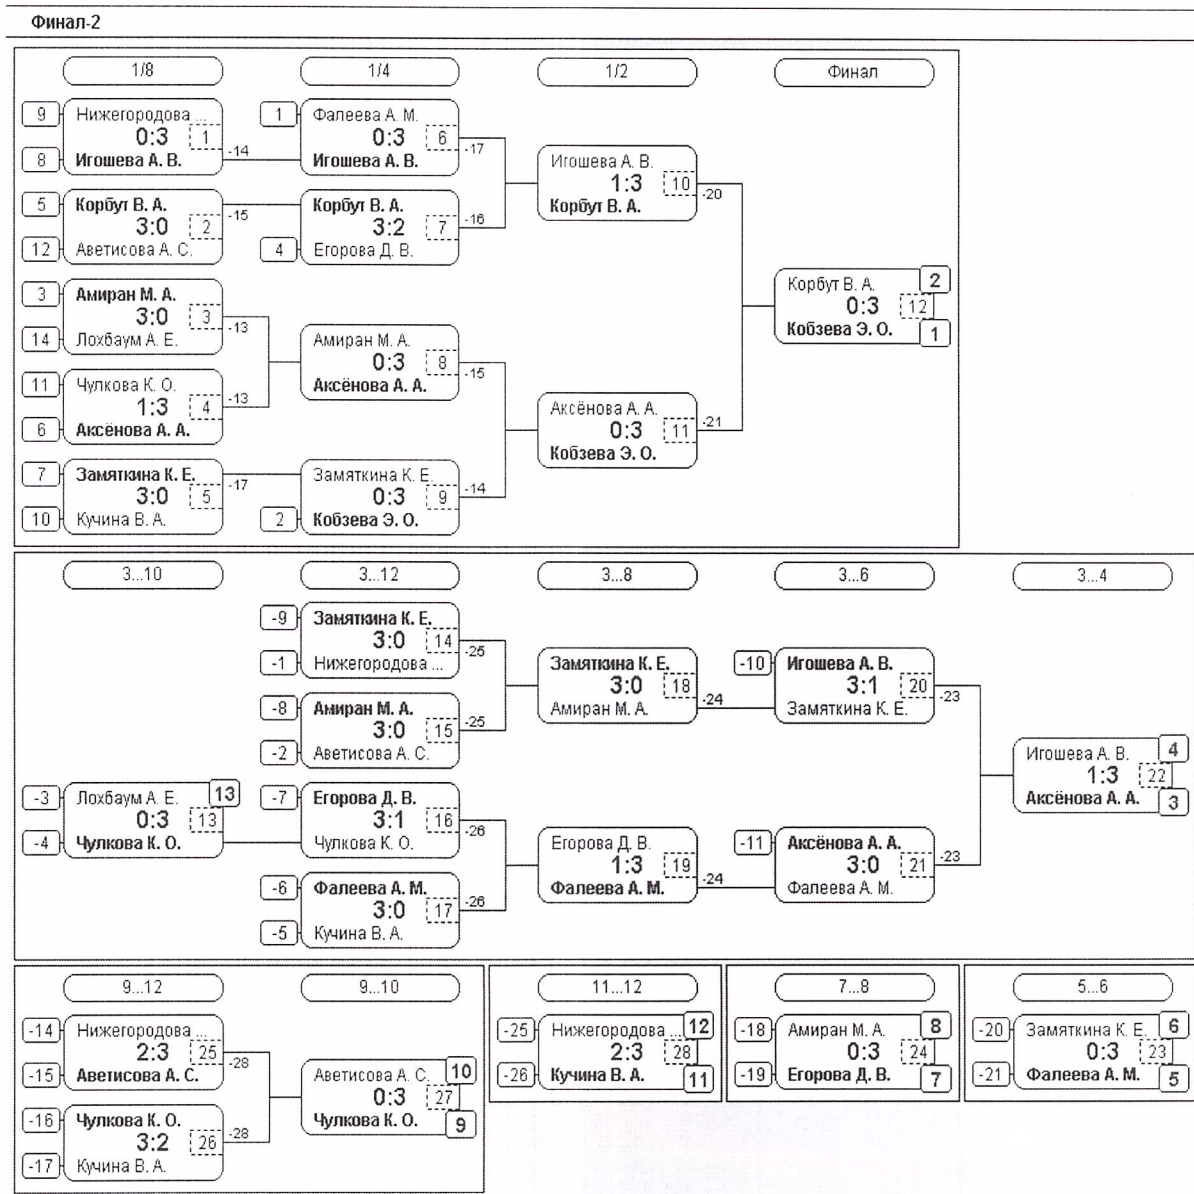 Финал-2
1/8
1/4
1/2
Финал
9 Нижегородова ...
0:3 1
8 Игошева А. В.
-14
1 Фалеева А. М.
0:3 6
Игошева А. В.
-17
Игошева А. В.
1:3 10
Корбут В. А.
-20
5 Корбут В. А.
3:0 2
12 Аветисова А. С.
-15
Корбут В. А.
3:2 7
4 Егорова Д. В.
-16
3 Амиран М. А.
3:0 3
14 Лохбаум А. Е.
-13
Корбут В. А. 2
0:3 12
Кобзева Э. О. 1
Амиран М. А.
0:3 8
Аксёнова А. А.
-15
11 Чулкова К. О.
1:3 4
6 Аксёнова А. А.
-13
Аксёнова А. А.
0:3 11
Кобзева Э. О.
-21
7 Замяткина К. Е.
3:0 5
10 Кучина В. А.
-17
Замяткина К. Е.
0:3 9
2 Кобзева Э. О.
-14
3...10
3...12
3...8
3...6
3...4
-9 Замяткина К. Е.
3:0 14
-1 Нижегородова ...
-25
Замяткина К. Е.
3:0 18
Амиран М. А.
-24
-10 Игошева А. В.
3:1 20
Замяткина К. Е.
-23
-8 Амиран М. А.
3:0 15
-2 Аветисова А. С.
-25
Игошева А. В. 4
1:3 22
Аксёнова А. А. 3
-3 Лохбаум А. Е. 13
0:3 13
-4 Чулкова К. О.
-7 Егорова Д. В.
3:1 16
Чулкова К. О.
-26
Егорова Д. В.
1:3 19
Фалеева А. М.
-24
-11 Аксёнова А. А.
3:0 21
Фалеева А. М.
-23
-6 Фалеева А. М.
3:0 17
-5 Кучина В. А.
-26
9...12
9...10
11...12
7...8
5...6
-14 Нижегородова ...
2:3 25
-15 Аветисова А. С.
-28
-16 Чулкова К. О.
3:2 26
-17 Кучина В. А.
-28
Аветисова А. С. 10
0:3 27
Чулкова К. О. 9
-25 Нижегородова ... 12
2:3 28
-26 Кучина В. А. 11
-18 Амиран М. А. 8
0:3 24
-19 Егорова Д. В. 7
-20 Замяткина К. Е. 6
0:3 23
-21 Фалеева А. М. 5